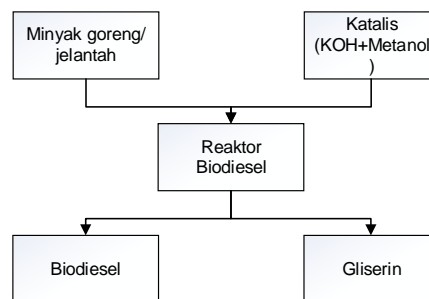 Minyak goreng/
jelantah
Katalis
(KOH+Metanol
)
Reaktor
Biodiesel
Biodiesel
Gliserin